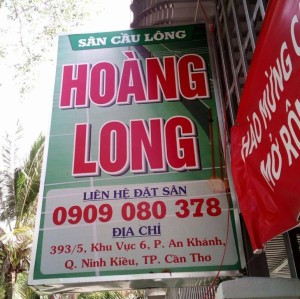 SÂN CẦU LÔNG
HOÀNG
LONG
LIÊN HỆ ĐẶT SÂN
0909 080 378
ĐỊA CHỈ
393/5, Khu Vực 6, P. An Khánh,
Q. Ninh Kiều, TP. Cần Thơ
MỪNG
MỞ